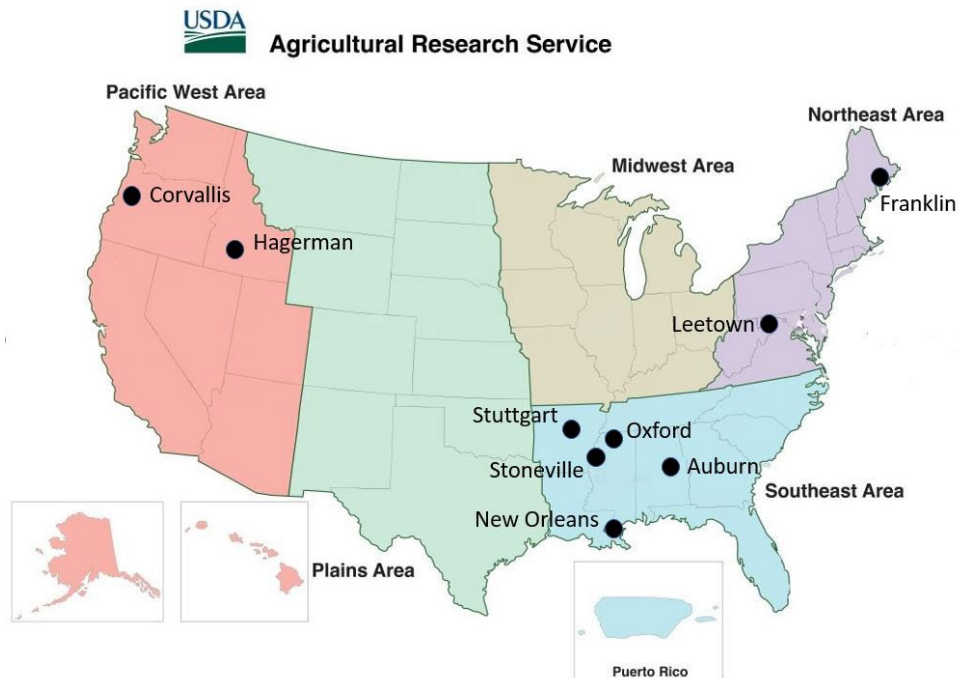 USDA
Agricultural Research Service
Pacific West Area
Northeast Area
Midwest Area
Corvallis
Franklin
Hagerman
Leetown
Stuttgart
Oxford
Stoneville
Auburn
Southeast Area
New Orleans
Plains Area
Puerto Rico